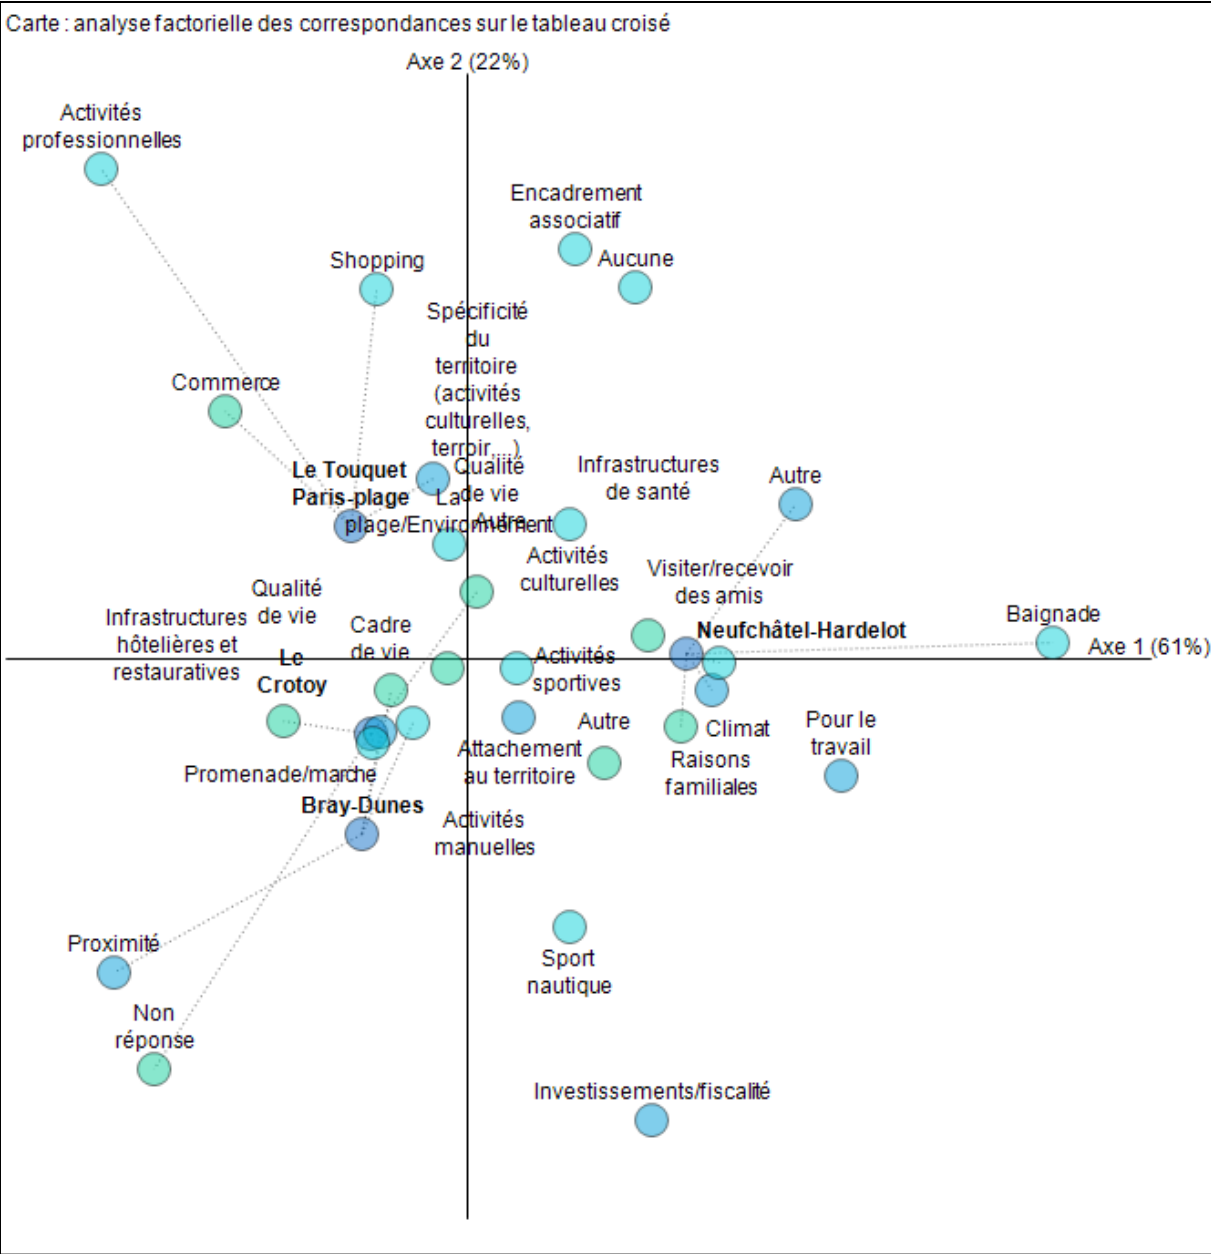 Carte : analyse factorielle des correspondances sur le tableau croisé
Axe 2 (22%)
Activités
professionnelles
Encadrement
associatif
Aucune
Shopping
Spécificité
du
territoire
(activités
culturelles,
terroir,...)
Commerce
Le Touquet
Paris-plage
Qualité
de vie
La
plage/Environnement
Autre
Infrastructures
de santé
Autre
Activités
culturelles
Visiter/recevoir
des amis
Qualité
de vie
Infrastructures
hôtelières et
restauratives
Cadre
de vie
Baignade
Neufchâtel-Hardelot
Axe 1 (61%)
Le
Crotoy
Activités
sportives
Autre
Climat
Pour le
travail
Attachement
au territoire
Raisons
familiales
Promenade/marche
Bray-Dunes
Activités
manuelles
Proximité
Sport
nautique
Non
réponse
Investissements/fiscalité